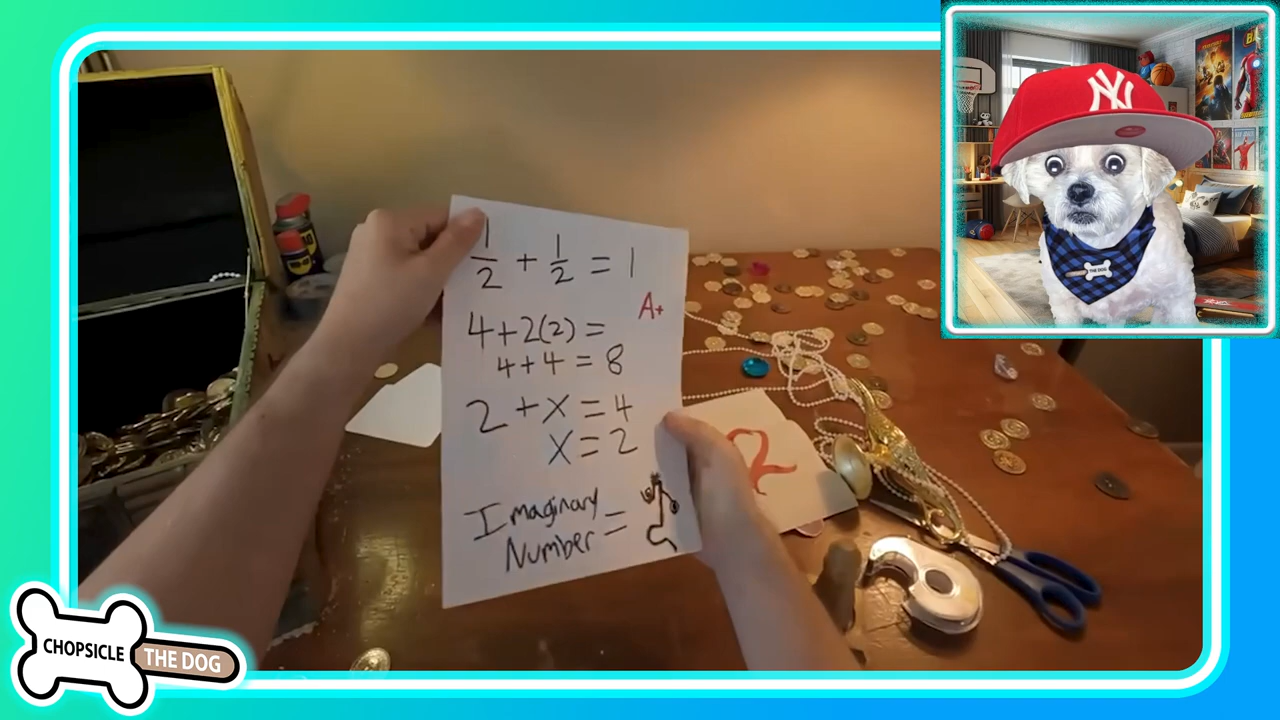 1/2 + 1/2 = 1
A+
4+2(2) =
4+4 = 8
2 + x = 4
x = 2
Imaginary
Number =
2
NY
THE DOG
CHOPSICLE
THE DOG